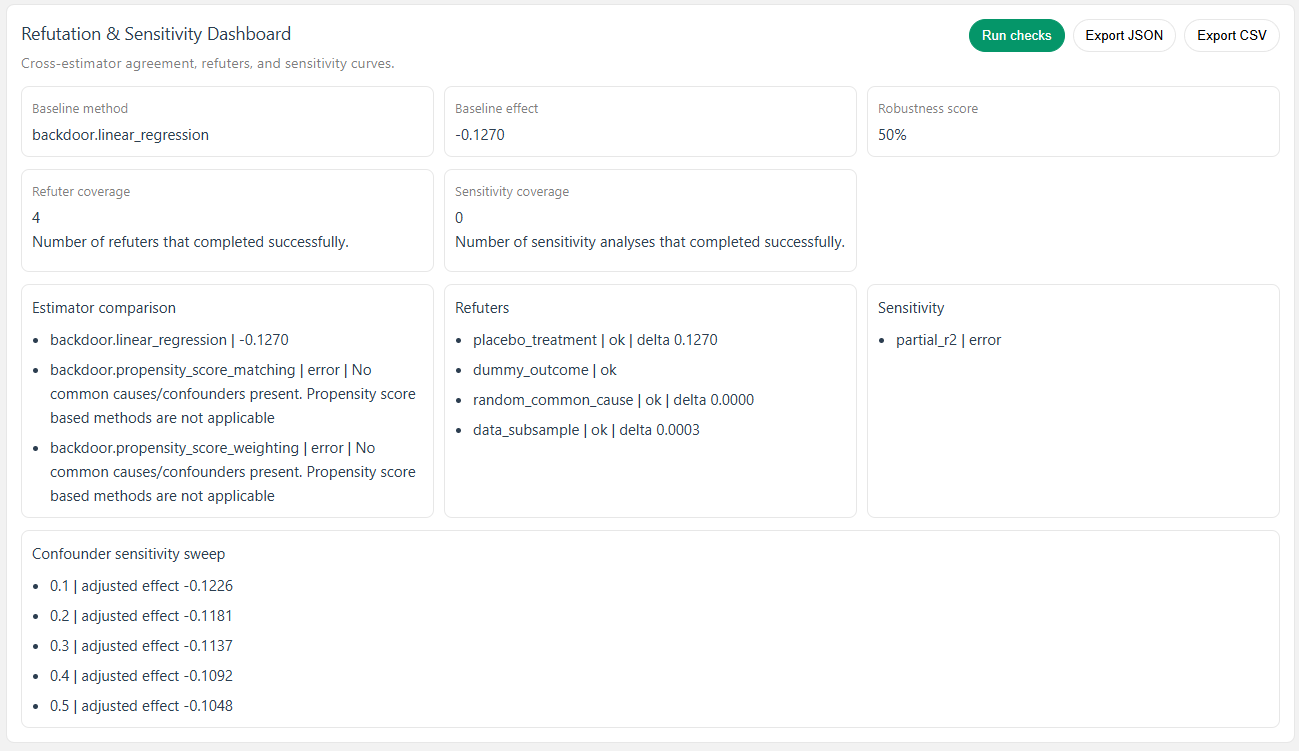 Refutation & Sensitivity Dashboard
Run checks
Export JSON
Export CSV
Cross-estimator agreement, refuters, and sensitivity curves.
Baseline method
backdoor.linear_regression
Baseline effect
-0.1270
Robustness score
50%
Refuter coverage
4
Number of refuters that completed successfully.
Sensitivity coverage
0
Number of sensitivity analyses that completed successfully.
Estimator comparison
• backdoor.linear_regression | -0.1270
• backdoor.propensity_score_matching | error | No
common causes/confounders present. Propensity score
based methods are not applicable
• backdoor.propensity_score_weighting | error | No
common causes/confounders present. Propensity score
based methods are not applicable
Refuters
• placebo_treatment | ok | delta 0.1270
• dummy_outcome | ok
• random_common_cause | ok | delta 0.0000
• data_subsample | ok | delta 0.0003
Sensitivity
• partial_r2 | error
Confounder sensitivity sweep
• 0.1 | adjusted effect -0.1226
• 0.2 | adjusted effect -0.1181
• 0.3 | adjusted effect -0.1137
• 0.4 | adjusted effect -0.1092
• 0.5 | adjusted effect -0.1048